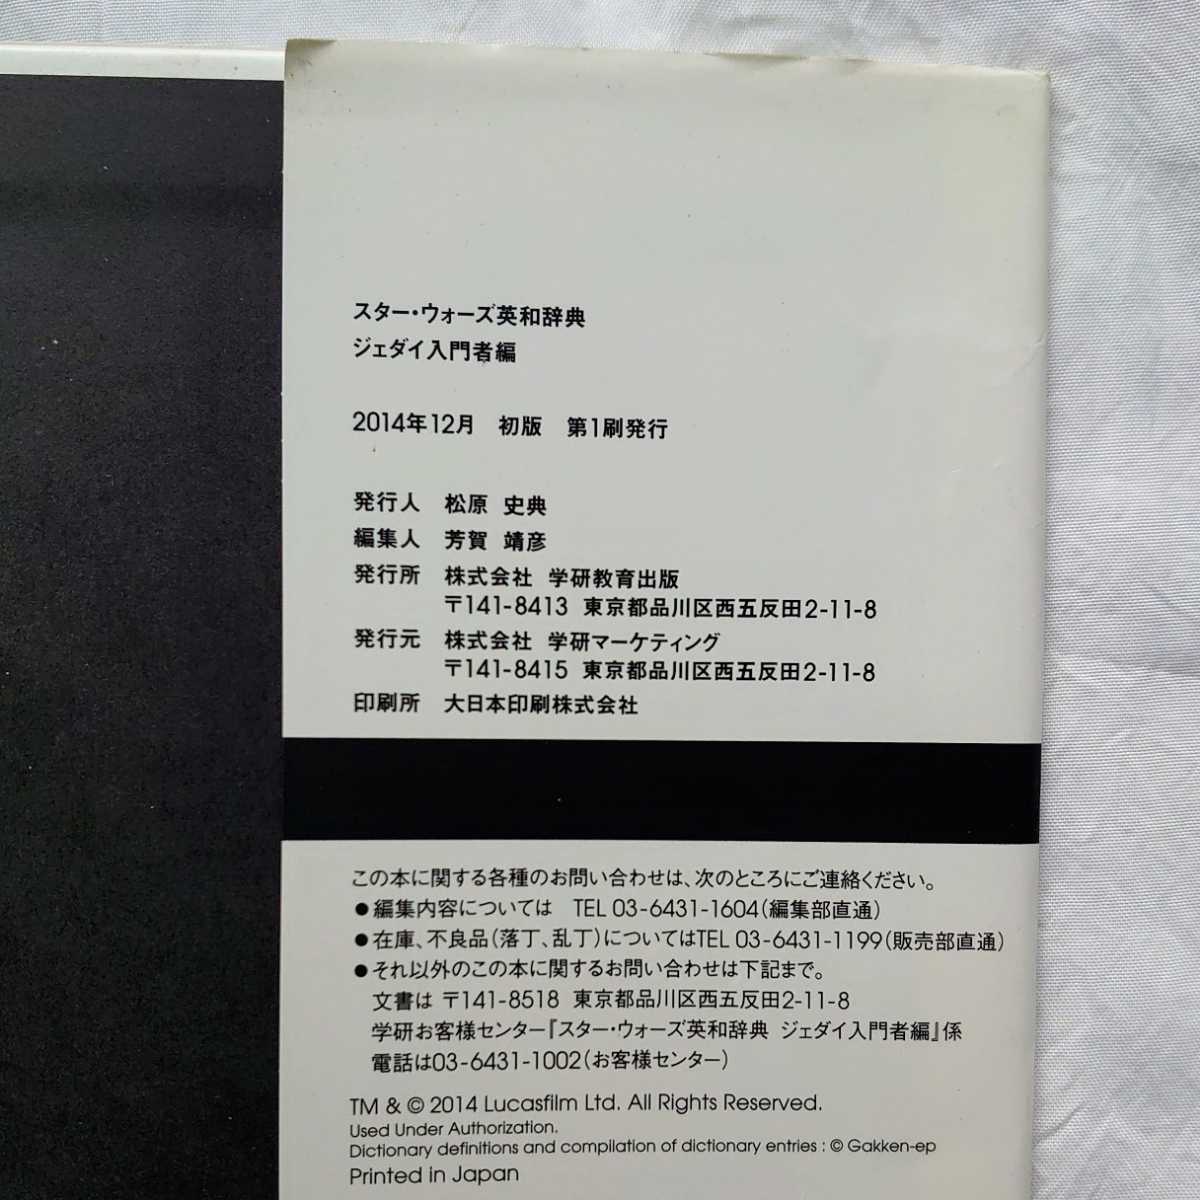 スター・ウォーズ英和辞典
ジェダイ入門者編
2014年12月 初版 第1刷発行
発行人 松原 史典
編集人 芳賀 靖彦
発行所 株式会社 学研教育出版
〒141-8413 東京都品川区西五反田2-11-8
発行元 株式会社 学研マーケティング
〒141-8415 東京都品川区西五反田2-11-8
印刷所 大日本印刷株式会社
この本に関する各種のお問い合わせは、次のところにご連絡ください。
●編集内容については TEL 03-6431-1604(編集部直通)
●在庫、不良品(落丁、乱丁)についてはTEL 03-6431-1199(販売部直通)
●それ以外のこの本に関するお問い合わせは下記まで。
文書は 〒141-8518 東京都品川区西五反田2-11-8
学研お客様センター『スター・ウォーズ英和辞典 ジェダイ入門者編』係
電話は03-6431-1002(お客様センター)
TM & © 2014 Lucasfilm Ltd. All Rights Reserved.
Used Under Authorization.
Dictionary definitions and compilation of dictionary entries : © Gakken-ep
Printed in Japan